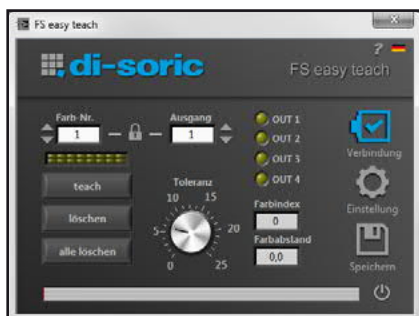 FS easy teach
?
di-soric
FS easy teach
Farb-Nr.
Ausgang
1
1
OUT 1
OUT 2
OUT 3
OUT 4
Verbindung
teach
löschen
alle löschen
Toleranz
0
5
10
15
20
25
Farbindex
0
Farbabstand
0,0
Einstellung
Speichern